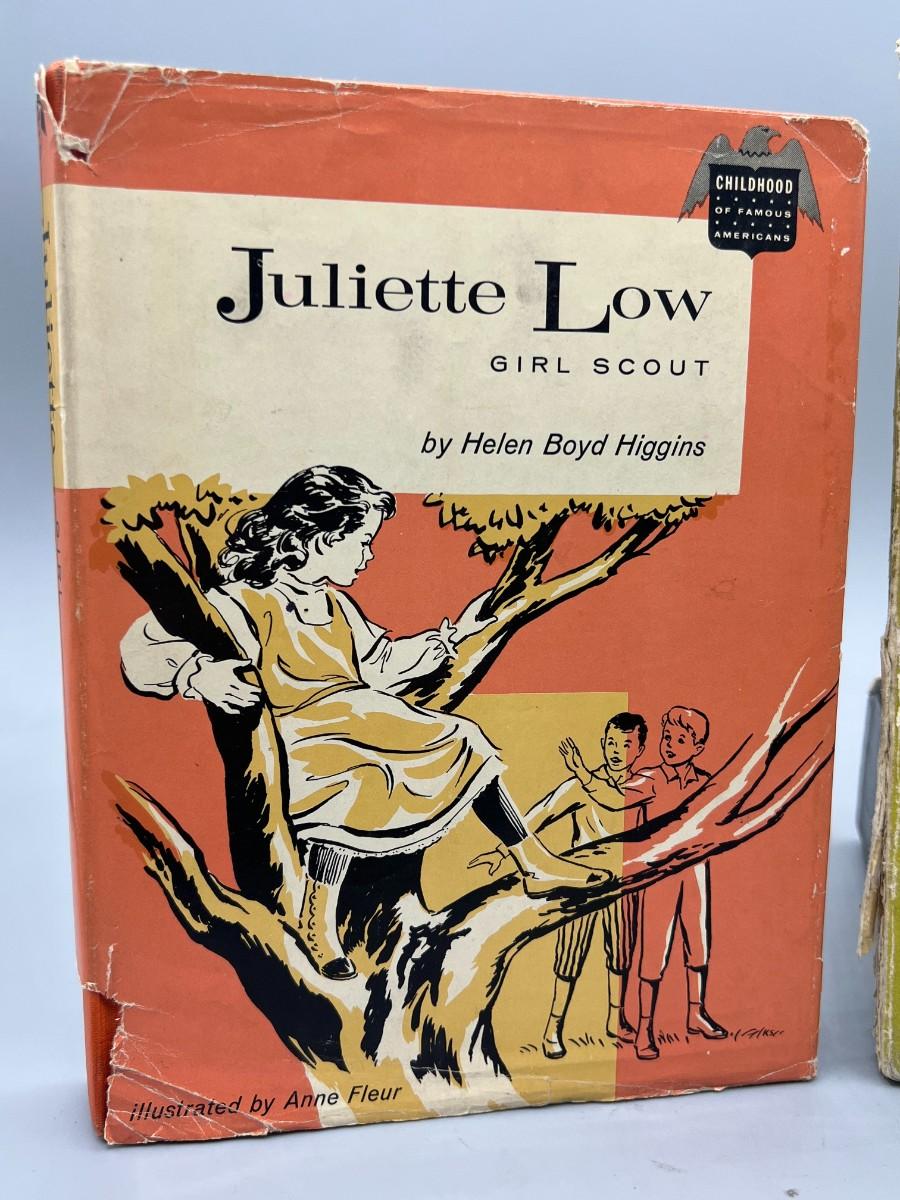 CHILDHOOD
OF FAMOUS
AMERICANS
Juliette Low
GIRL SCOUT
by Helen Boyd Higgins
illustrated by Anne Fleur